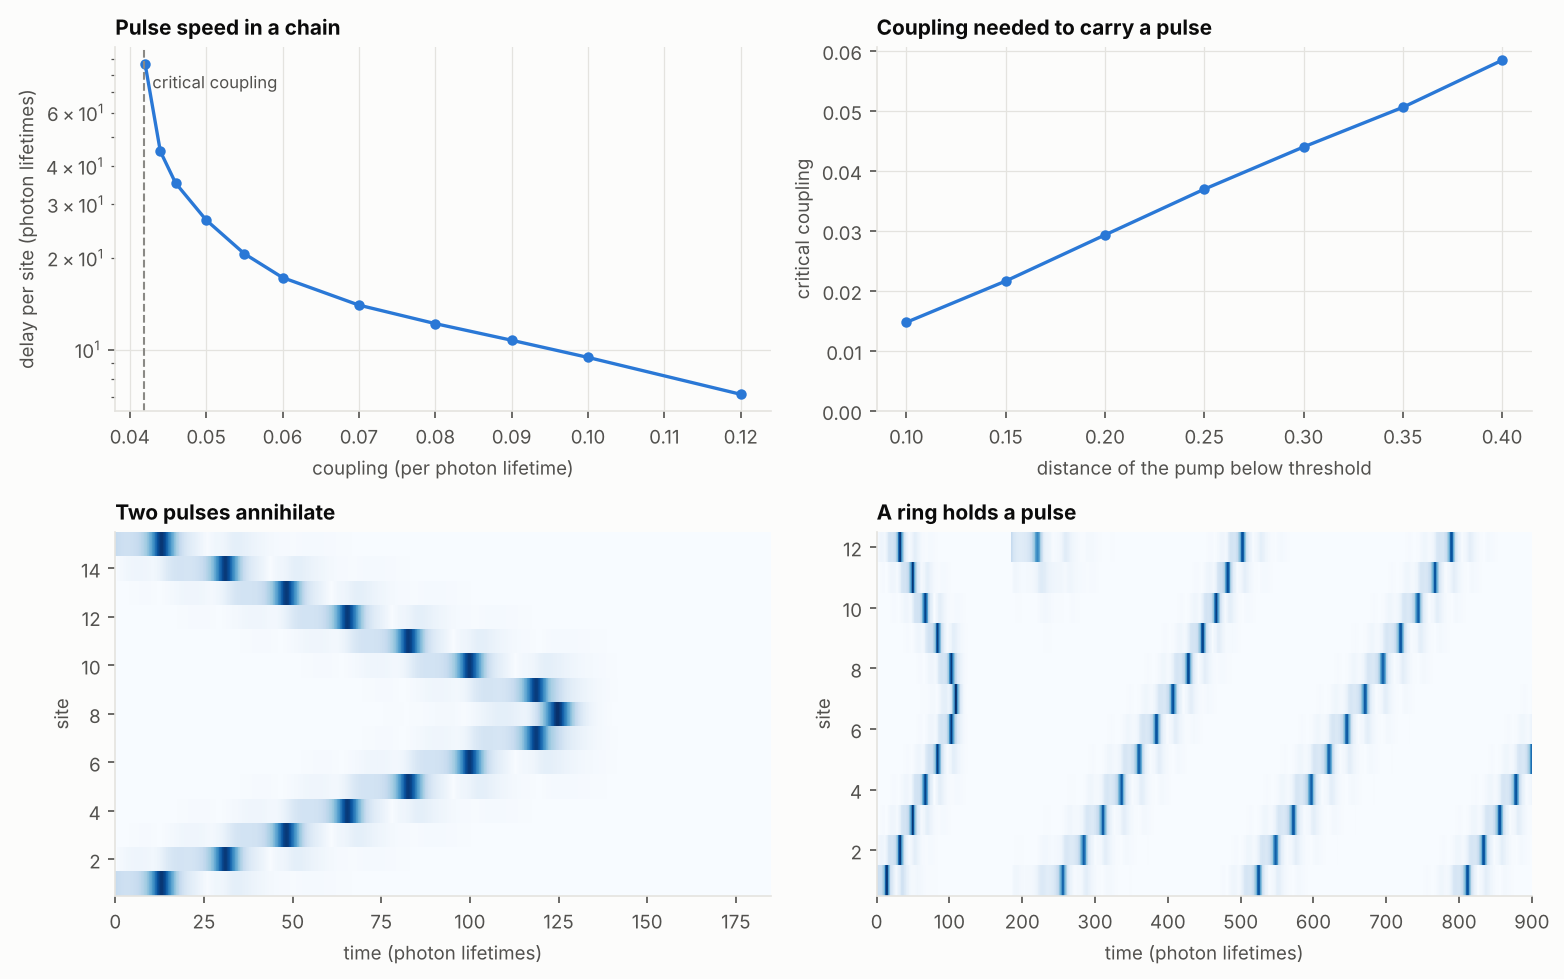 Pulse speed in a chain
delay per site (photon lifetimes)
6 × 10¹
4 × 10¹
3 × 10¹
2 × 10¹
10¹
critical coupling
0.04 0.05 0.06 0.07 0.08 0.09 0.10 0.11 0.12
coupling (per photon lifetime)
Coupling needed to carry a pulse
critical coupling
0.06
0.05
0.04
0.03
0.02
0.01
0.00
0.10 0.15 0.20 0.25 0.30 0.35 0.40
distance of the pump below threshold
Two pulses annihilate
site
14
12
10
8
6
4
2
0 25 50 75 100 125 150 175
time (photon lifetimes)
A ring holds a pulse
site
12
10
8
6
4
2
0 100 200 300 400 500 600 700 800 900
time (photon lifetimes)